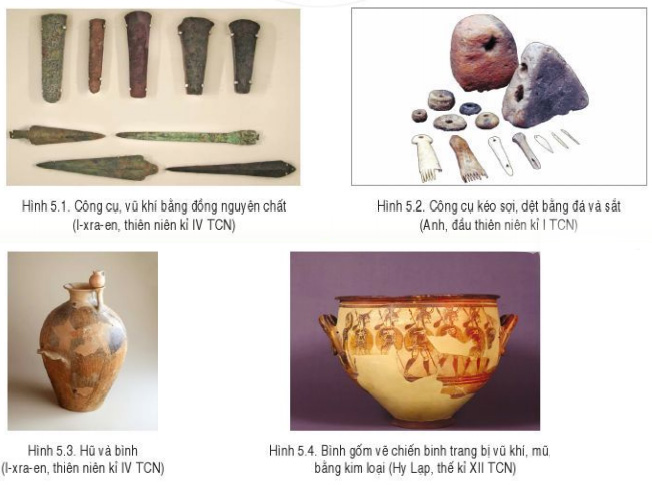 Hình 5.1. Công cụ, vũ khí bằng đồng nguyên chất
(I-xra-en, thiên niên kỉ IV TCN)
Hình 5.2. Công cụ kéo sợi, dệt bằng đá và sắt
(Anh, đầu thiên niên kỉ I TCN)
Hình 5.3. Hũ và bình
(I-xra-en, thiên niên kỉ IV TCN)
Hình 5.4. Bình gốm vẽ chiến binh trang bị vũ khí, mũ
bằng kim loại (Hy Lạp, thế kỉ XII TCN)